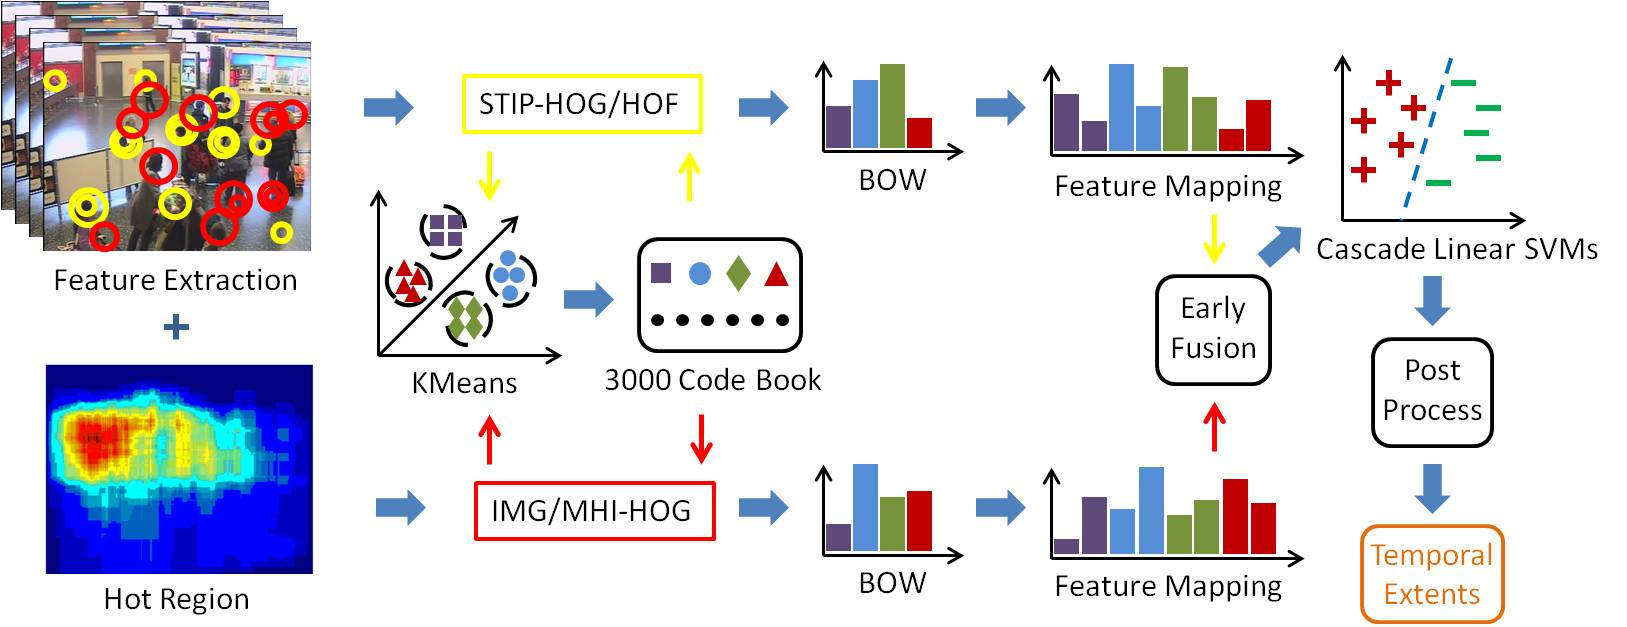 STIP-HOG/HOF
BOW
Feature Mapping
Cascade Linear SVMs
Feature Extraction
+
KMeans
3000 Code Book
Early
Fusion
Post
Process
IMG/MHI-HOG
BOW
Feature Mapping
Temporal
Extents
Hot Region